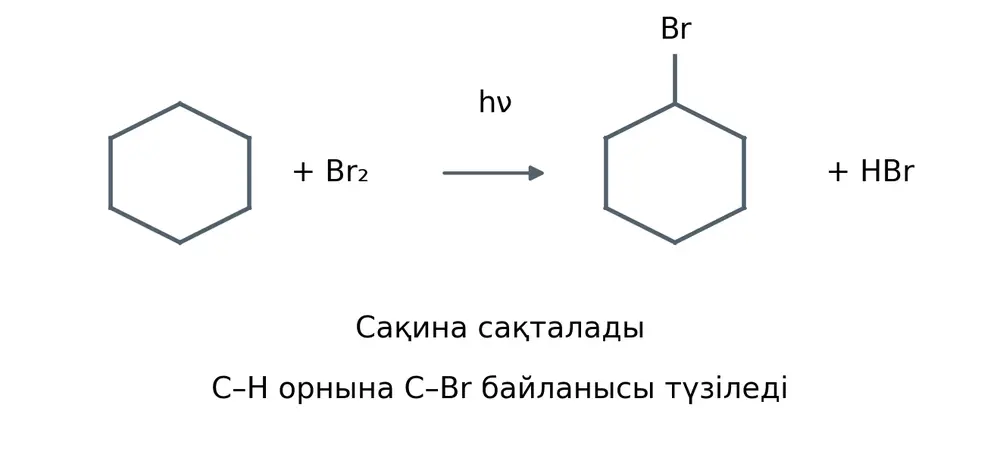 Br
hν
+ Br₂
+ HBr
Сақина сақталады
C–H орнына C–Br байланысы түзіледі